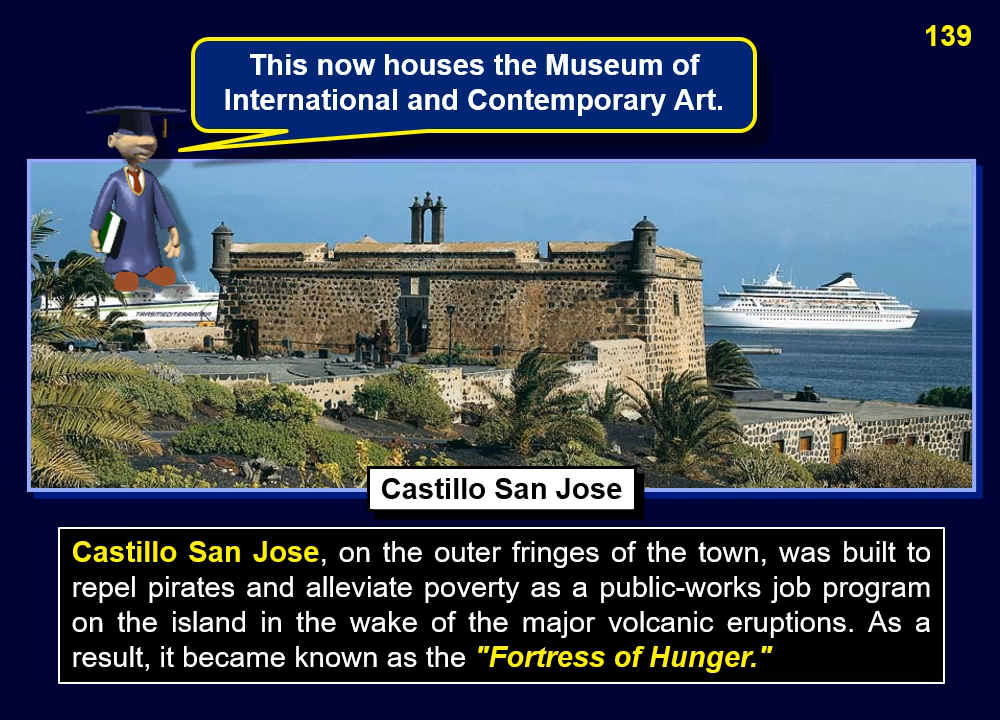 139
This now houses the Museum of
International and Contemporary Art.
TRASMEDITERRANEA
Castillo San Jose
Castillo San Jose, on the outer fringes of the town, was built to
repel pirates and alleviate poverty as a public-works job program
on the island in the wake of the major volcanic eruptions. As a
result, it became known as the "Fortress of Hunger."